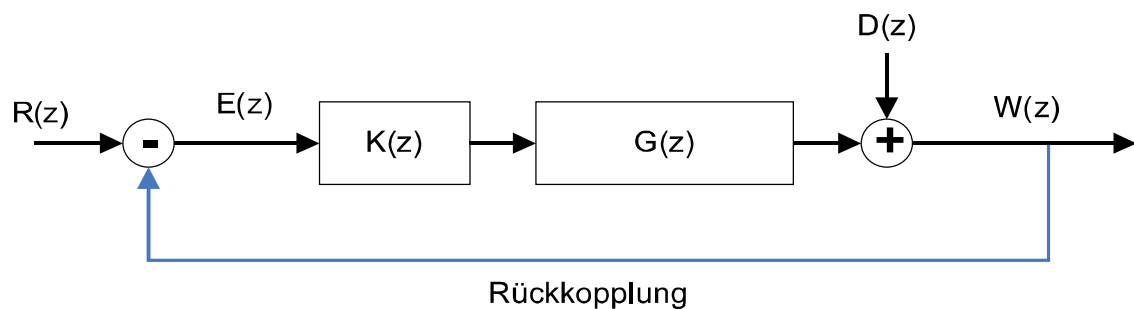 D(z)
R(z)
E(z)
W(z)
-
K(z)
G(z)
+
Rückkopplung